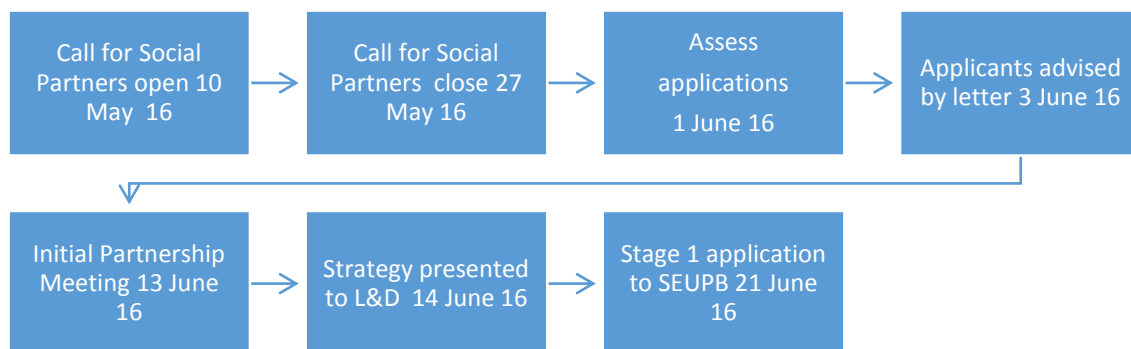 Call for Social
Partners open 10
May 16
Call for Social
Partners close 27
May 16
Assess
applications
1 June 16
Applicants advised
by letter 3 June 16
Initial Partnership
Meeting 13 June
16
Strategy presented
to L&D 14 June 16
Stage 1 application
to SEUPB 21 June
16